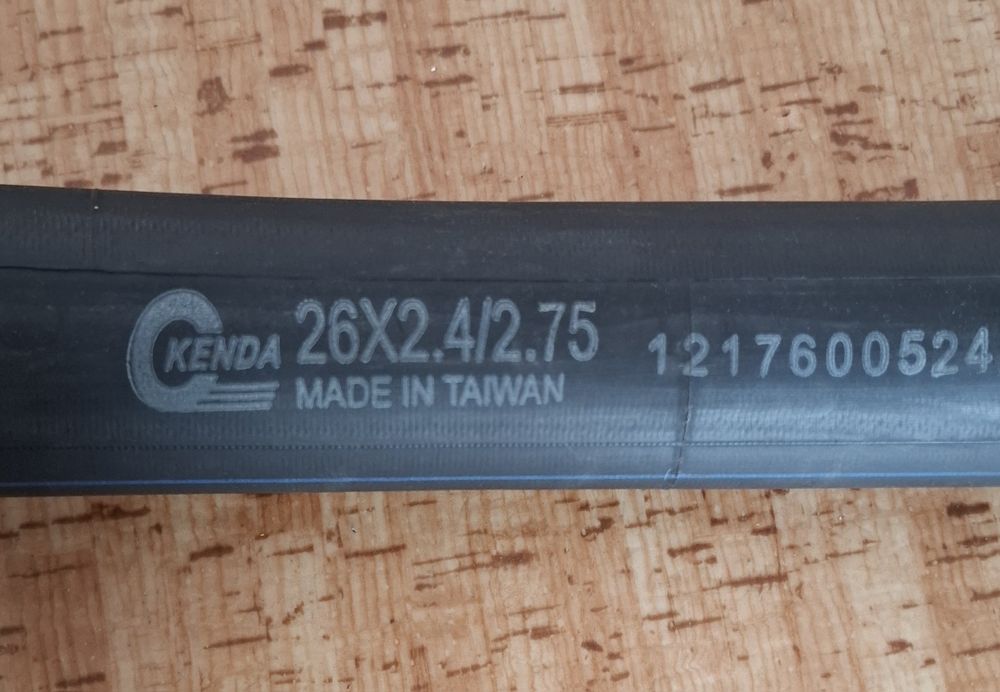 KENDA 26X2.4/2.75 1217600524
MADE IN TAIWAN